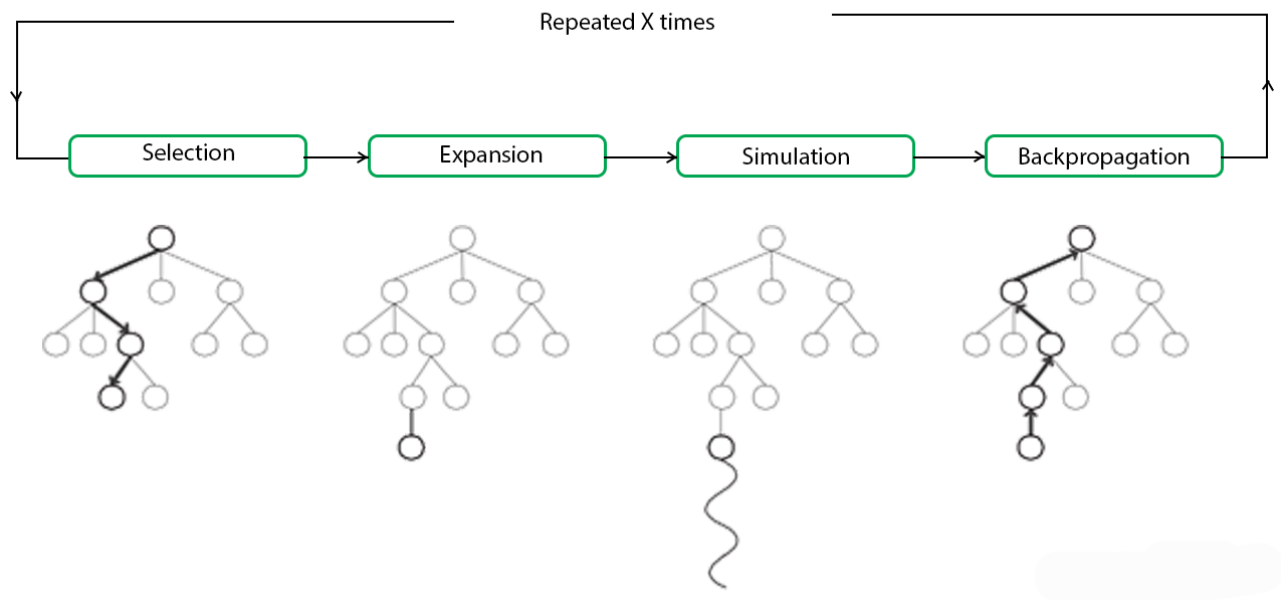 Repeated X times
Selection
Expansion
Simulation
Backpropagation